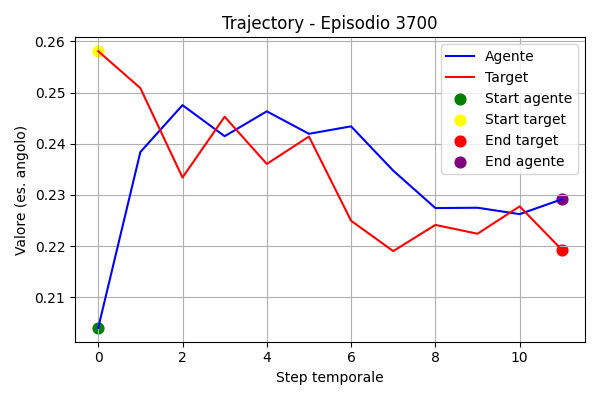 Trajectory - Episodio 3700
Valore (es. angolo)
0.26
0.25
0.24
0.23
0.22
0.21
Agente
Target
Start agente
Start target
End target
End agente
0 2 4 6 8 10
Step temporale